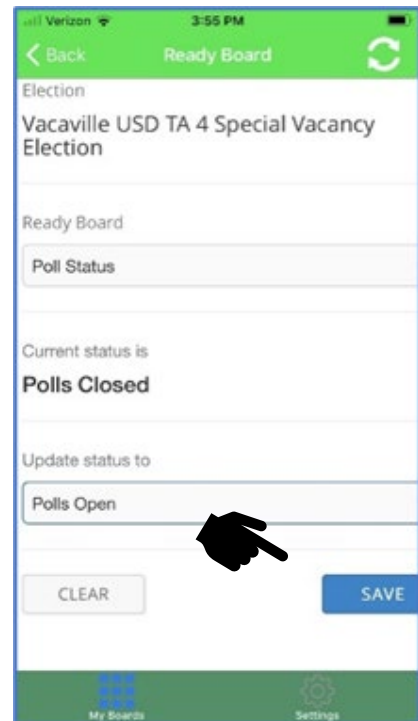 Verizon 3:55 PM
Back Ready Board
Election
Vacaville USD TA 4 Special Vacancy
Election
Ready Board
Poll Status
Current status is
Polls Closed
Update status to
Polls Open
CLEAR SAVE
My Boards Settings